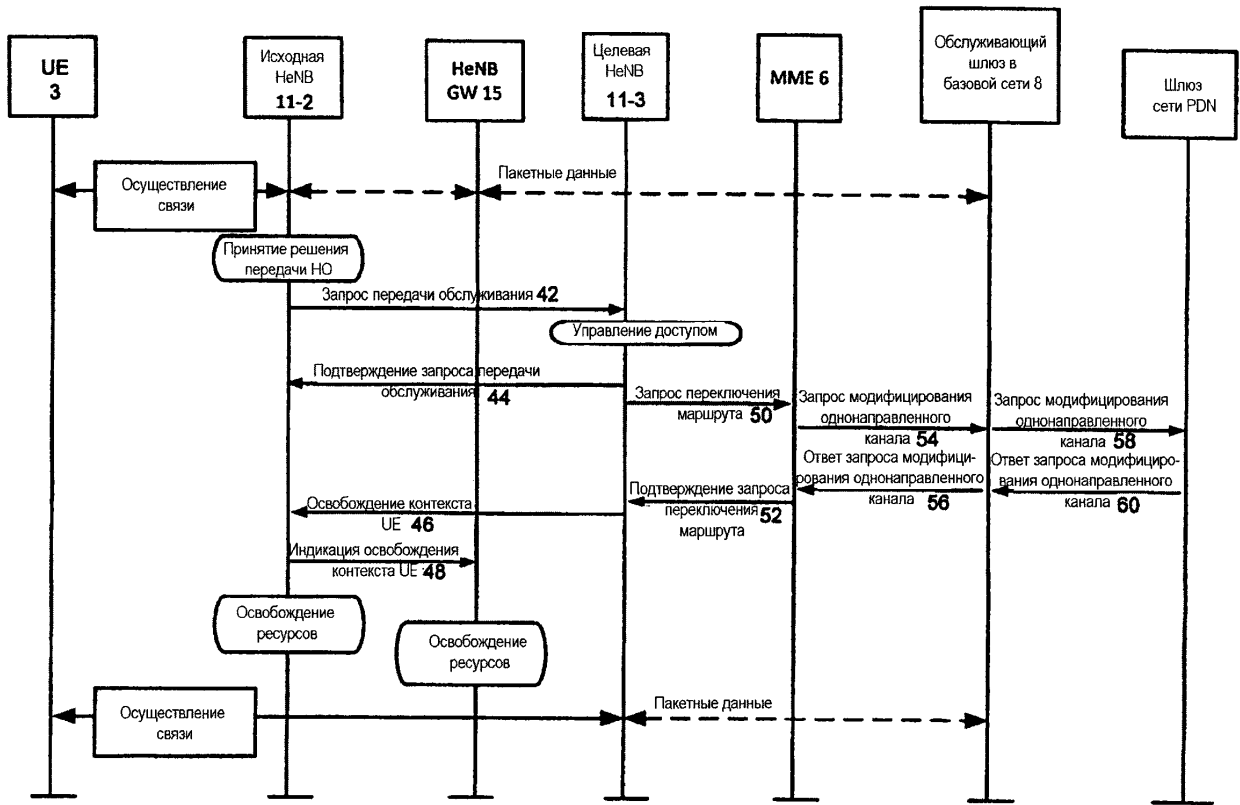 UE
3
Исходная
HeNB
11-2
HeNB
GW 15
Целевая
HeNB
11-3
MME 6
Обслуживающий
шлюз в
базовой сети 8
Шлюз
сети PDN
Осуществление
связи
Пакетные данные
Принятие решения
передачи HO
Запрос передачи обслуживания 42
Управление доступом
Подтверждение запроса передачи
обслуживания 44
Запрос переключения
маршрута 50
Запрос модифицирования
однонаправленного
канала 54
Запрос модифицирования
однонаправленного
канала 58
Ответ запроса модифици-
рования однонаправленного
канала 56
Ответ запроса модифициро-
вания однонаправленного
канала 60
Подтверждение запроса
переключения 52
маршрута
Освобождение контекста
UE 46
Индикация освобождения
контекста UE 48
Освобождение
ресурсов
Освобождение
ресурсов
Осуществление
связи
Пакетные данные